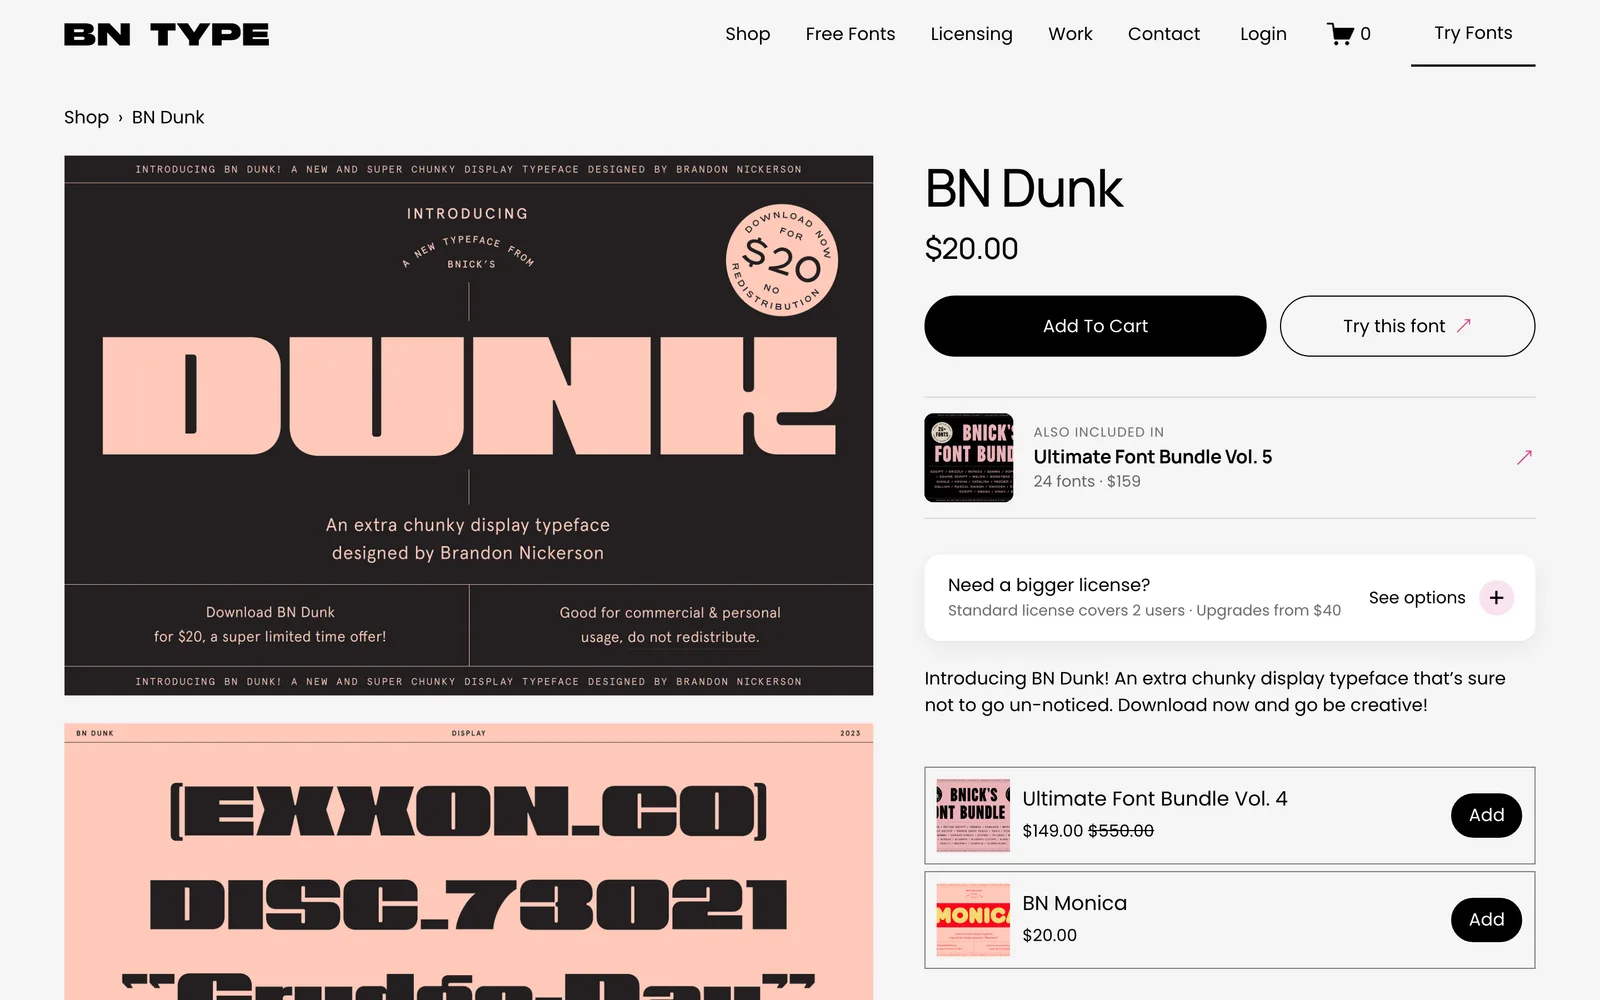 BN TYPE
Shop
Free Fonts
Licensing
Work
Contact
Login
0
Try Fonts
Shop › BN Dunk
INTRODUCING BN DUNK! A NEW AND SUPER CHUNKY DISPLAY TYPEFACE DESIGNED BY BRANDON NICKERSON
INTRODUCING
A NEW TYPEFACE FROM
BNICK'S
DOWNLOAD NOW
FOR
$20
NO
REDISTRIBUTION
DUNK
An extra chunky display typeface
designed by Brandon Nickerson
Download BN Dunk
for $20, a super limited time offer!
Good for commercial & personal
usage, do not redistribute.
INTRODUCING BN DUNK! A NEW AND SUPER CHUNKY DISPLAY TYPEFACE DESIGNED BY BRANDON NICKERSON
BN DUNK
DISPLAY
2023
[EXXON_CO]
DISC_73021
"Grudge-Day"
BN Dunk
$20.00
Add To Cart
Try this font
ALSO INCLUDED IN
Ultimate Font Bundle Vol. 5
24 fonts · $159
BNICK'S
FONT BUND
Need a bigger license?
Standard license covers 2 users · Upgrades from $40
See options
Introducing BN Dunk! An extra chunky display typeface that's sure
not to go un-noticed. Download now and go be creative!
BNICK'S
ONT BUNDLE
Ultimate Font Bundle Vol. 4
$149.00 $550.00
Add
MONICA
BN Monica
$20.00
Add